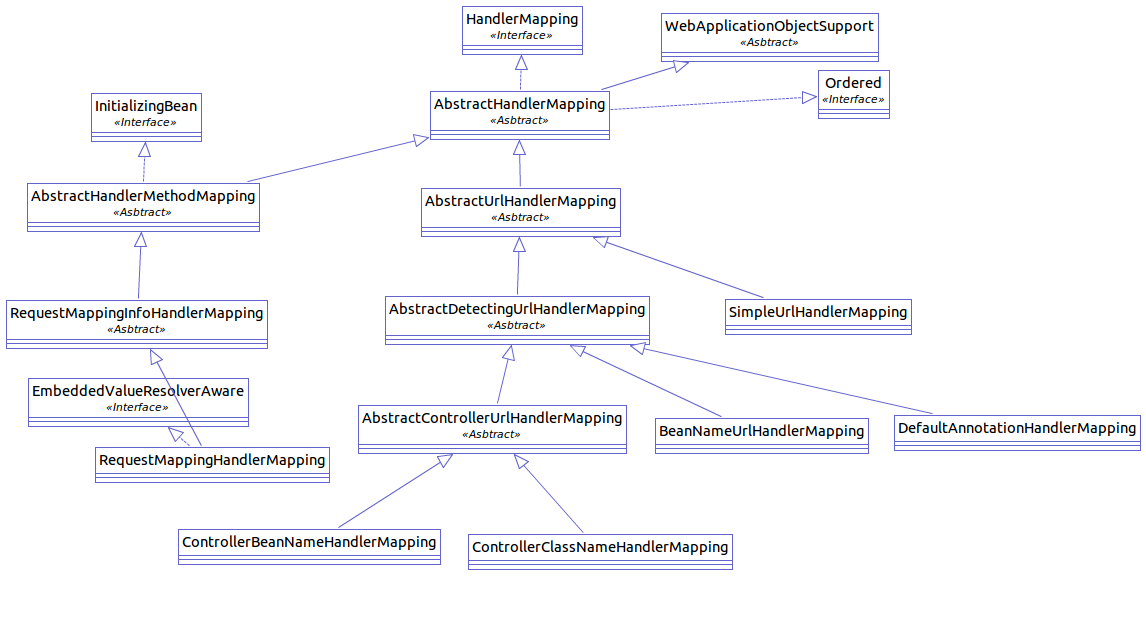 HandlerMapping
«Interface»
WebApplicationObjectSupport
«Asbtract»
Ordered
«Interface»
InitializingBean
«Interface»
AbstractHandlerMapping
«Asbtract»
AbstractHandlerMethodMapping
«Asbtract»
AbstractUrlHandlerMapping
«Asbtract»
RequestMappingInfoHandlerMapping
«Asbtract»
AbstractDetectingUrlHandlerMapping
«Asbtract»
SimpleUrlHandlerMapping
EmbeddedValueResolverAware
«Interface»
AbstractControllerUrlHandlerMapping
«Asbtract»
BeanNameUrlHandlerMapping
DefaultAnnotationHandlerMapping
RequestMappingHandlerMapping
ControllerBeanNameHandlerMapping
ControllerClassNameHandlerMapping